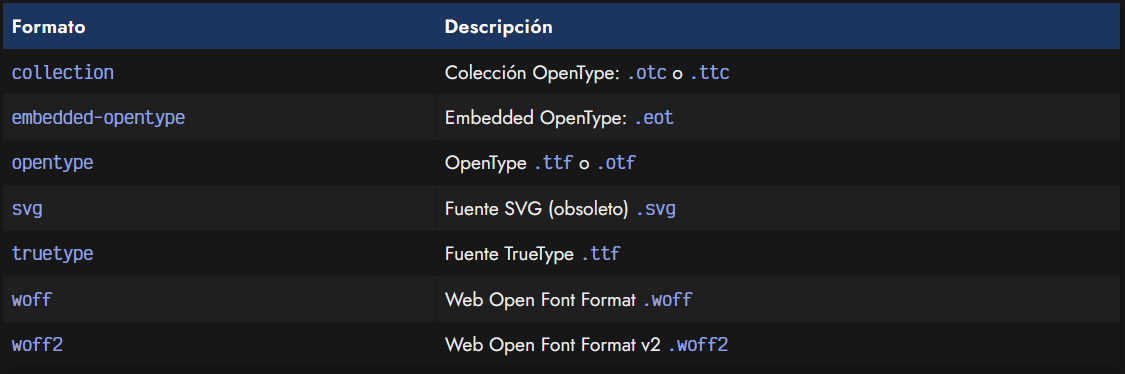 Formato Descripción
collection Colección OpenType: .otc o .ttc
embedded-opentype Embedded OpenType: .eot
opentype OpenType .ttf o .otf
svg Fuente SVG (obsoleto) .svg
truetype Fuente TrueType .ttf
woff Web Open Font Format .woff
woff2 Web Open Font Format v2 .woff2